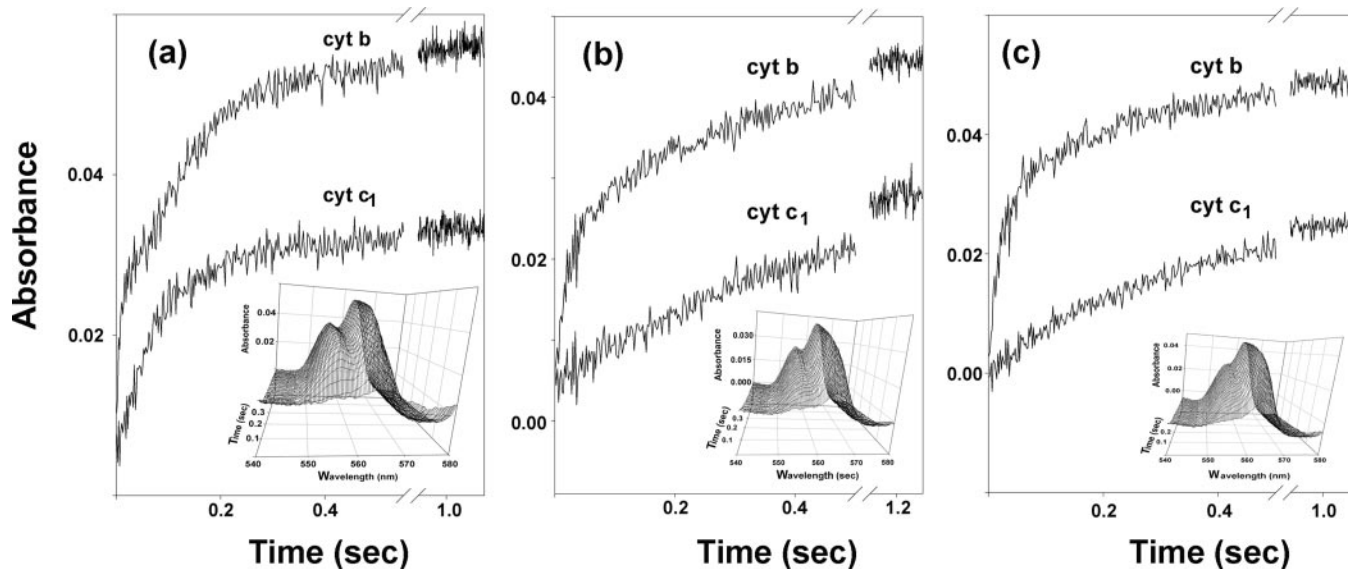 (a)
cyt b
cyt c1
Absorbance
0.04
0.02
0.2
0.4
1.0
Time (sec)
Absorbance
0.04
0.02
Time (sec)
0.3
0.2
0.1
540
550
560
570
580
Wavelength (nm)
(b)
cyt b
cyt c1
0.04
0.02
0.00
0.2
0.4
1.2
Time (sec)
Absorbance
0.030
0.015
0.000
Time (sec)
0.3
0.2
0.1
540
550
560
570
580
Wavelength (sec)
(c)
cyt b
cyt c1
0.04
0.02
0.00
0.2
0.4
1.0
Time (sec)
Absorbance
0.04
0.02
0.00
Time (sec)
0.2
0.1
540
550
560
570
580
Wavelength (nm)